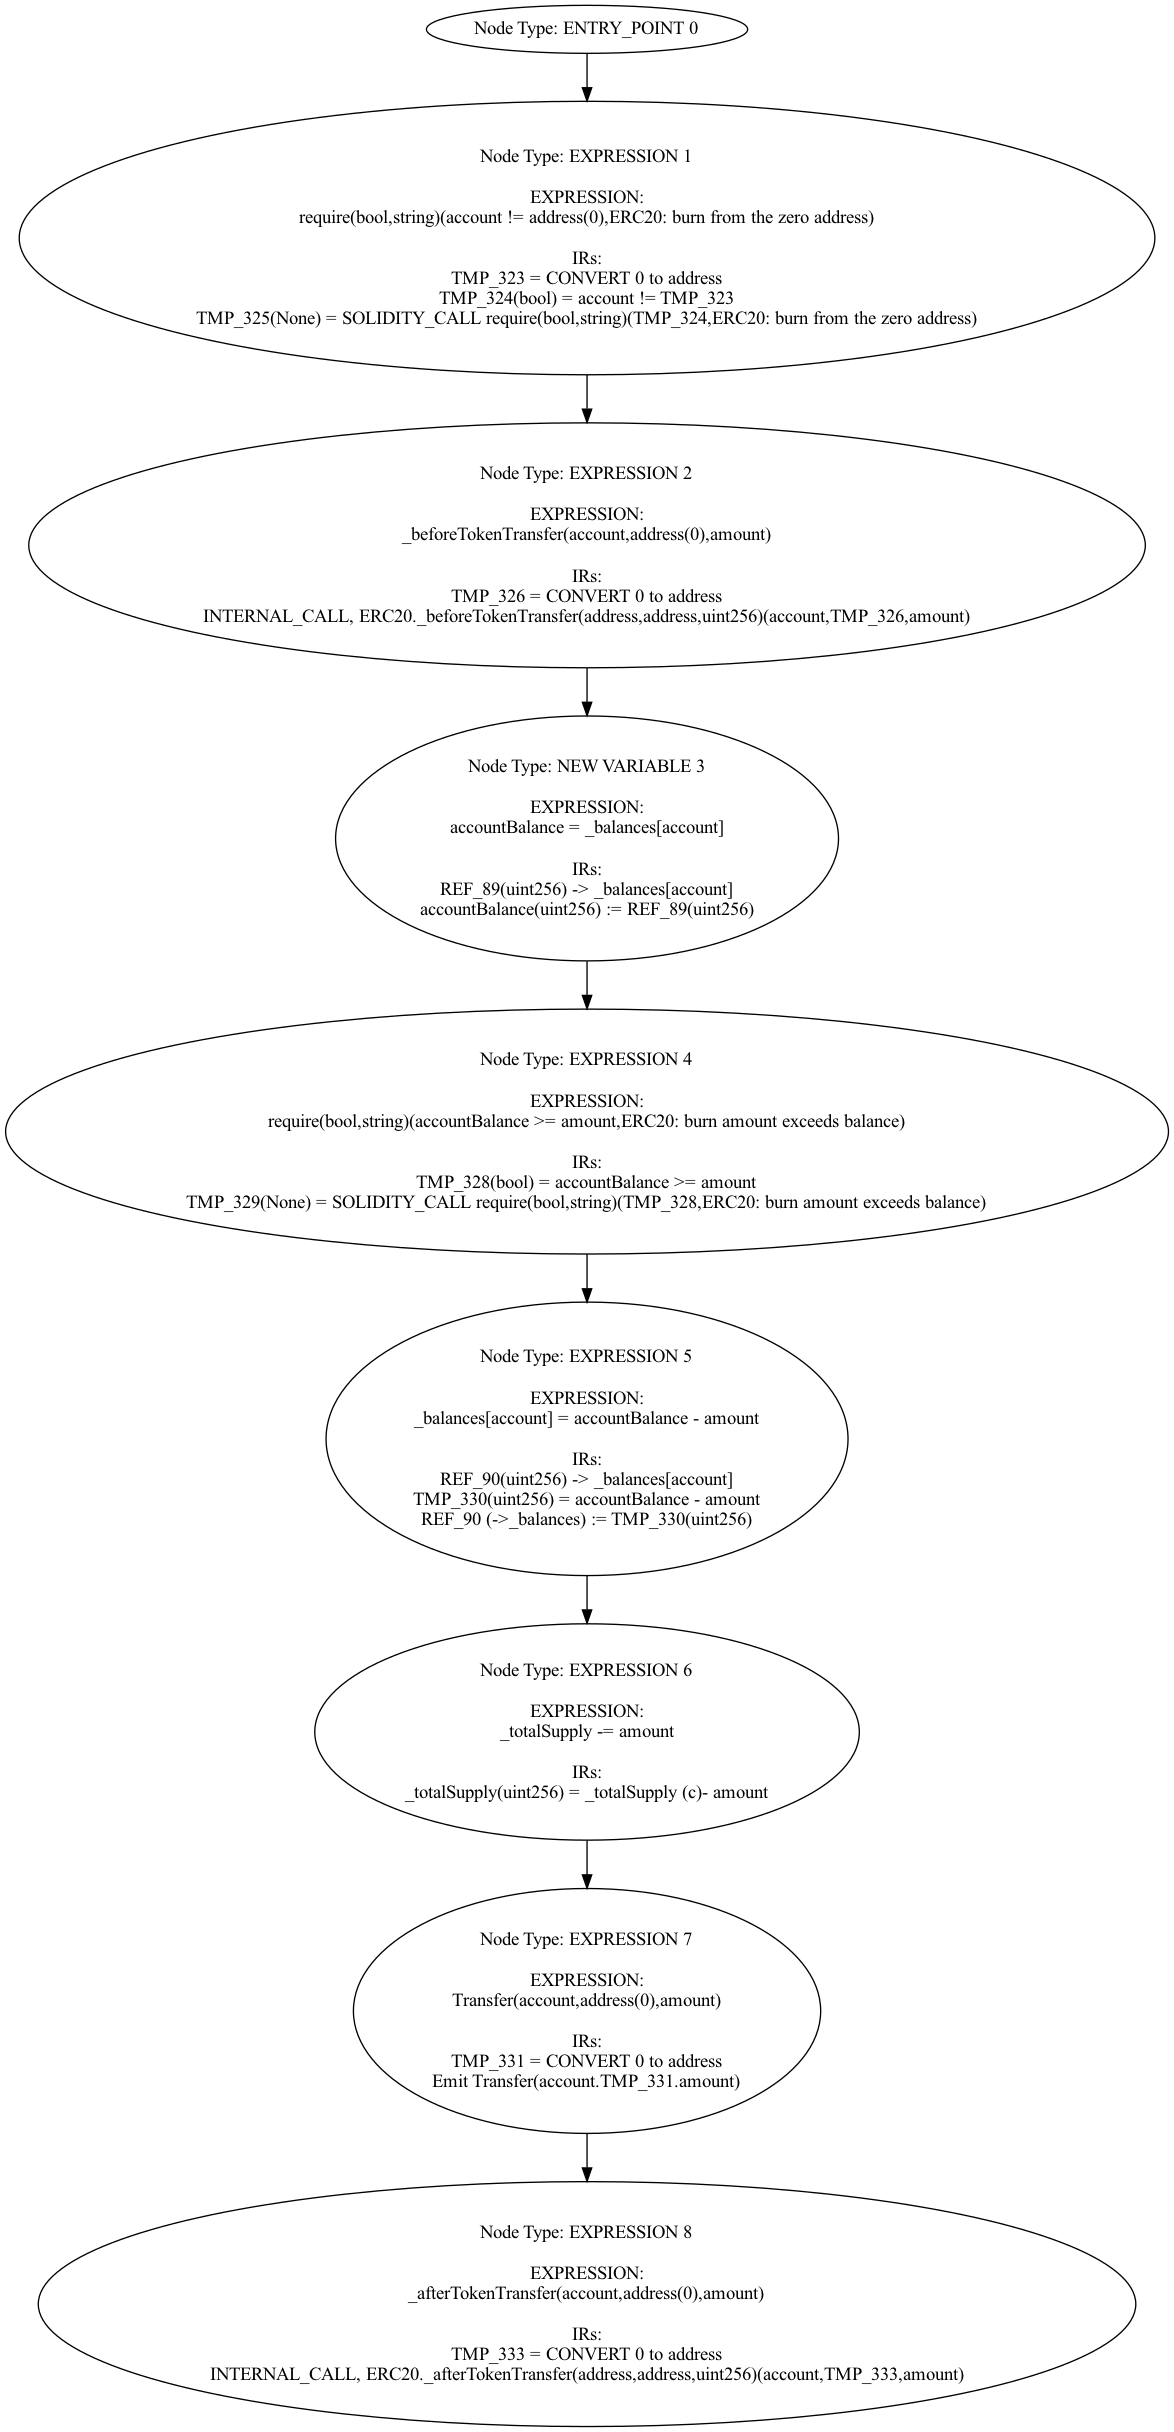 Node Type: ENTRY_POINT 0
Node Type: EXPRESSION 1
EXPRESSION:
require(bool,string)(account != address(0),ERC20: burn from the zero address)
IRs:
TMP_323 = CONVERT 0 to address
TMP_324(bool) = account != TMP_323
TMP_325(None) = SOLIDITY_CALL require(bool,string)(TMP_324,ERC20: burn from the zero address)
Node Type: EXPRESSION 2
EXPRESSION:
_beforeTokenTransfer(account,address(0),amount)
IRs:
TMP_326 = CONVERT 0 to address
INTERNAL_CALL, ERC20._beforeTokenTransfer(address,address,uint256)(account,TMP_326,amount)
Node Type: NEW VARIABLE 3
EXPRESSION:
accountBalance = _balances[account]
IRs:
REF_89(uint256) -> _balances[account]
accountBalance(uint256) := REF_89(uint256)
Node Type: EXPRESSION 4
EXPRESSION:
require(bool,string)(accountBalance >= amount,ERC20: burn amount exceeds balance)
IRs:
TMP_328(bool) = accountBalance >= amount
TMP_329(None) = SOLIDITY_CALL require(bool,string)(TMP_328,ERC20: burn amount exceeds balance)
Node Type: EXPRESSION 5
EXPRESSION:
_balances[account] = accountBalance - amount
IRs:
REF_90(uint256) -> _balances[account]
TMP_330(uint256) = accountBalance - amount
REF_90 (->_balances) := TMP_330(uint256)
Node Type: EXPRESSION 6
EXPRESSION:
_totalSupply -= amount
IRs:
_totalSupply(uint256) = _totalSupply (c)- amount
Node Type: EXPRESSION 7
EXPRESSION:
Transfer(account,address(0),amount)
IRs:
TMP_331 = CONVERT 0 to address
Emit Transfer(account.TMP_331.amount)
Node Type: EXPRESSION 8
EXPRESSION:
_afterTokenTransfer(account,address(0),amount)
IRs:
TMP_333 = CONVERT 0 to address
INTERNAL_CALL, ERC20._afterTokenTransfer(address,address,uint256)(account,TMP_333,amount)